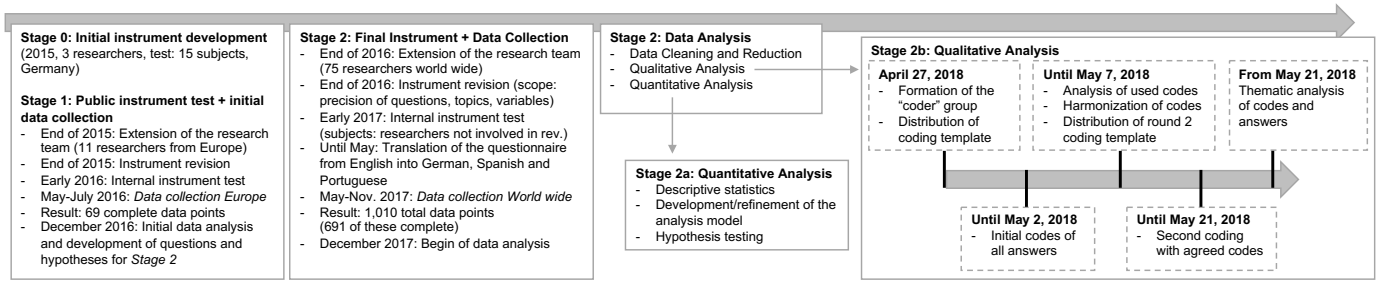 Stage 0: Initial instrument development
(2015, 3 researchers, test: 15 subjects,
Germany)
Stage 1: Public instrument test + initial
data collection
- End of 2015: Extension of the research
team (11 researchers from Europe)
- End of 2015: Instrument revision
- Early 2016: Internal instrument test
- May-July 2016: Data collection Europe
- Result: 69 complete data points
- December 2016: Initial data analysis
and development of questions and
hypotheses for Stage 2
Stage 2: Final Instrument + Data Collection
- End of 2016: Extension of the research team
(75 researchers world wide)
- End of 2016: Instrument revision (scope:
precision of questions, topics, variables)
- Early 2017: Internal instrument test
(subjects: researchers not involved in rev.)
- Until May: Translation of the questionnaire
from English into German, Spanish and
Portuguese
- May-Nov. 2017: Data collection World wide
- Result: 1,010 total data points
(691 of these complete)
- December 2017: Begin of data analysis
Stage 2: Data Analysis
- Data Cleaning and Reduction
- Qualitative Analysis
- Quantitative Analysis
Stage 2a: Quantitative Analysis
- Descriptive statistics
- Development/refinement of the
analysis model
- Hypothesis testing
Stage 2b: Qualitative Analysis
April 27, 2018
- Formation of the
“coder” group
- Distribution of
coding template
Until May 7, 2018
- Analysis of used codes
- Harmonization of codes
- Distribution of round 2
coding template
From May 21, 2018
Thematic analysis
of codes and
answers
Until May 2, 2018
- Initial codes of
all answers
Until May 21, 2018
- Second coding
with agreed codes